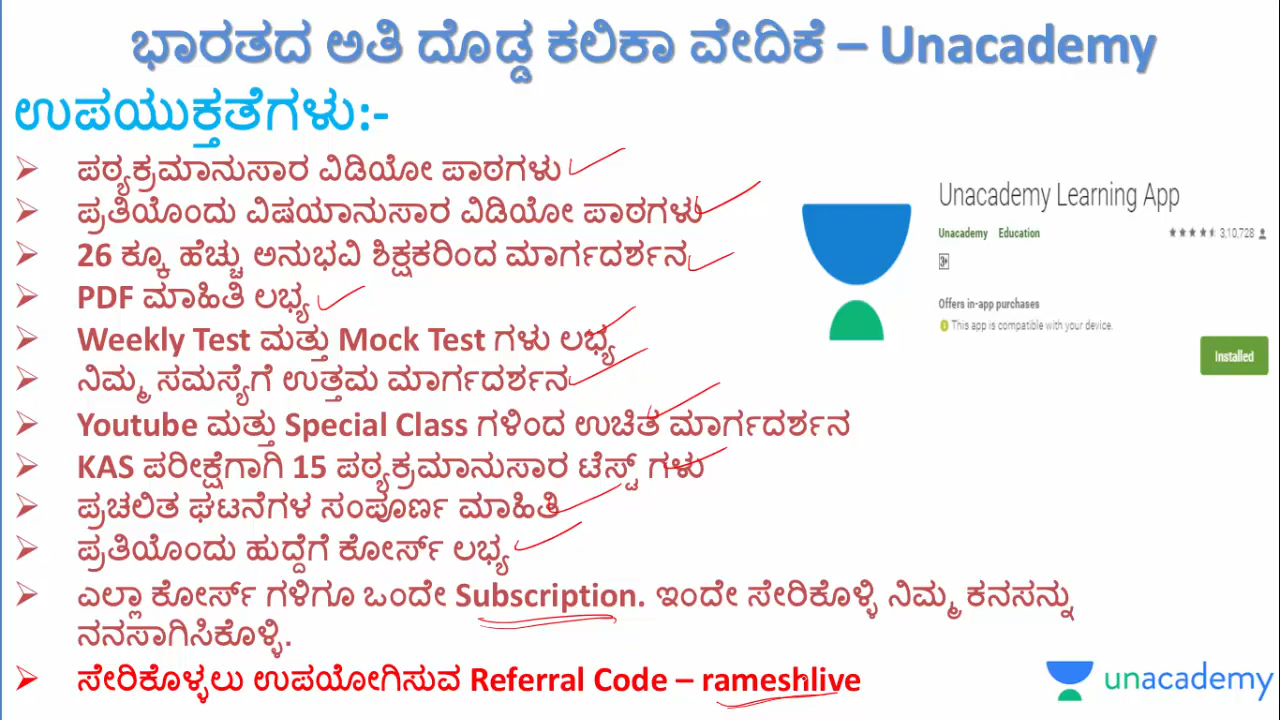 ಭಾರತದ ಅತಿ ದೊಡ್ಡ ಕಲಿಕಾ ವೇದಿಕೆ – Unacademy
ಉಪಯುಕ್ತತೆಗಳು:-
➢ ಪಠ್ಯಕ್ರಮಾನುಸಾರ ವಿಡಿಯೋ ಪಾಠಗಳು
➢ ಪ್ರತಿಯೊಂದು ವಿಷಯಾನುಸಾರ ವಿಡಿಯೋ ಪಾಠಗಳು
➢ 26 ಕ್ಕೂ ಹೆಚ್ಚು ಅನುಭವಿ ಶಿಕ್ಷಕರಿಂದ ಮಾರ್ಗದರ್ಶನ
➢ PDF ಮಾಹಿತಿ ಲಭ್ಯ
➢ Weekly Test ಮತ್ತು Mock Test ಗಳು ಲಭ್ಯ
➢ ನಿಮ್ಮ ಸಮಸ್ಯೆಗೆ ಉತ್ತಮ ಮಾರ್ಗದರ್ಶನ
➢ Youtube ಮತ್ತು Special Class ಗಳಿಂದ ಉಚಿತ ಮಾರ್ಗದರ್ಶನ
➢ KAS ಪರೀಕ್ಷೆಗಾಗಿ 15 ಪಠ್ಯಕ್ರಮಾನುಸಾರ ಟೆಸ್ಟ್ ಗಳು
➢ ಪ್ರಚಲಿತ ಘಟನೆಗಳ ಸಂಪೂರ್ಣ ಮಾಹಿತಿ
➢ ಪ್ರತಿಯೊಂದು ಹುದ್ದೆಗೆ ಕೋರ್ಸ್ ಲಭ್ಯ
➢ ಎಲ್ಲಾ ಕೋರ್ಸ್ ಗಳಿಗೂ ಒಂದೇ Subscription. ಇಂದೇ ಸೇರಿಕೊಳ್ಳಿ ನಿಮ್ಮ ಕನಸನ್ನು
ನನಸಾಗಿಸಿಕೊಳ್ಳಿ.
➢ ಸೇರಿಕೊಳ್ಳಲು ಉಪಯೋಗಿಸುವ Referral Code – rameshlive
Unacademy Learning App
Unacademy Education 3,10,728
3+
Offers in-app purchases
This app is compatible with your device.
Installed
unacademy